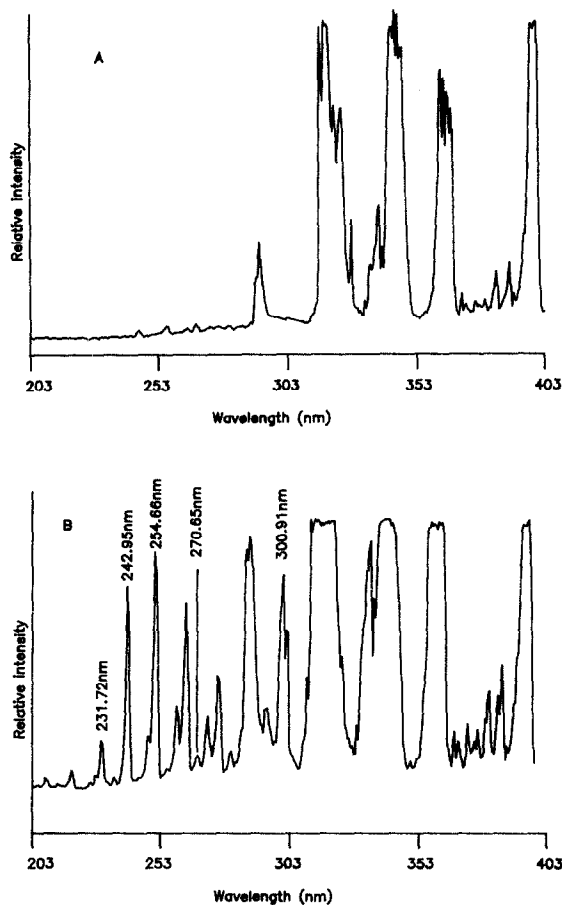 A
Relative Intensity
203 253 303 353 403
Wavelength (nm)
B
231.72nm
242.95nm
254.66nm
270.65nm
300.91nm
Relative Intensity
203 253 303 353 403
Wavelength (nm)